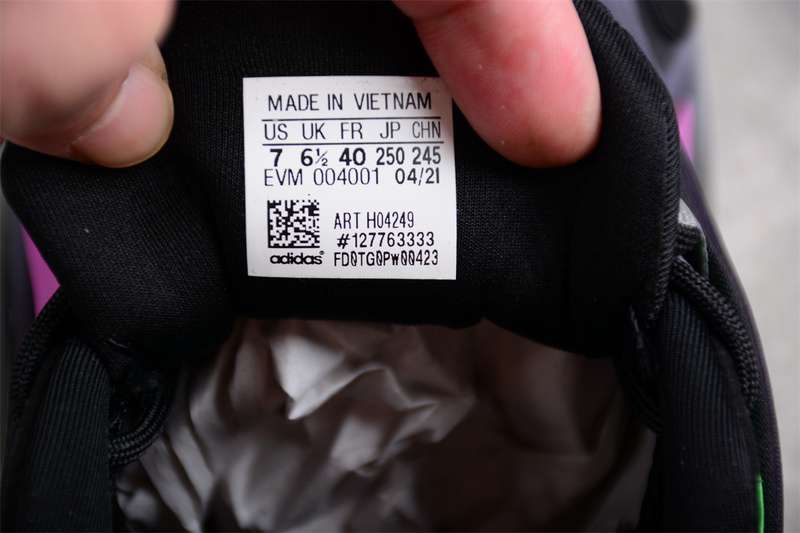 MADE IN VIETNAM
US UK FR JP CHN
7 6½ 40 250 245
EVM 004001 04/21
ART H04249
#127763333
adidas® FD0TG0Pw00423